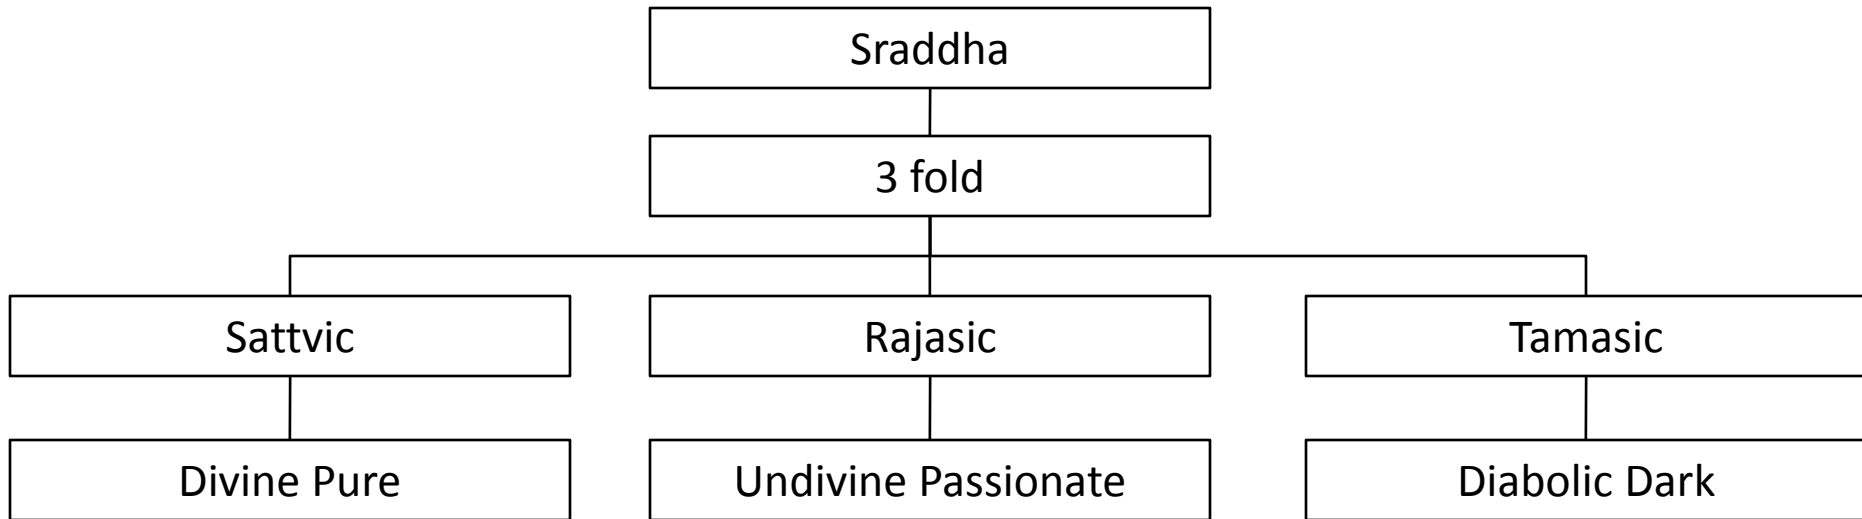 Sraddha
3 fold
Sattvic
Rajasic
Tamasic
Divine Pure
Undivine Passionate
Diabolic Dark